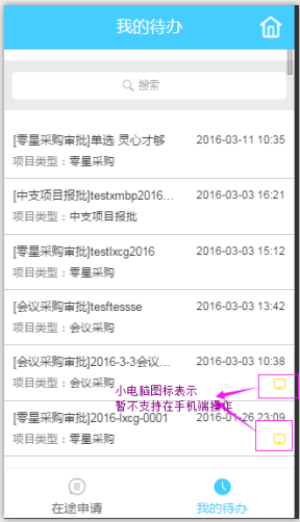 我的待办
搜索
[零星采购审批]单选 灵心才够 2016-03-11 10:35
项目类型：零星采购
[中支项目报批]testxmbp2016... 2016-03-03 16:21
项目类型：中支项目报批
[零星采购审批]testlxcg2016 2016-03-03 15:12
项目类型：零星采购
[会议采购审批]tesftessse 2016-03-03 13:42
项目类型：会议采购
[会议采购审批]2016-3-3会议... 2016-03-03 10:38
项目类型：会议采购
小电脑图标表示
暂不支持在手机端操作
[零星采购审批]2016-lxcg-0001 2016-01-26 23:09
项目类型：零星采购
在途申请 我的待办